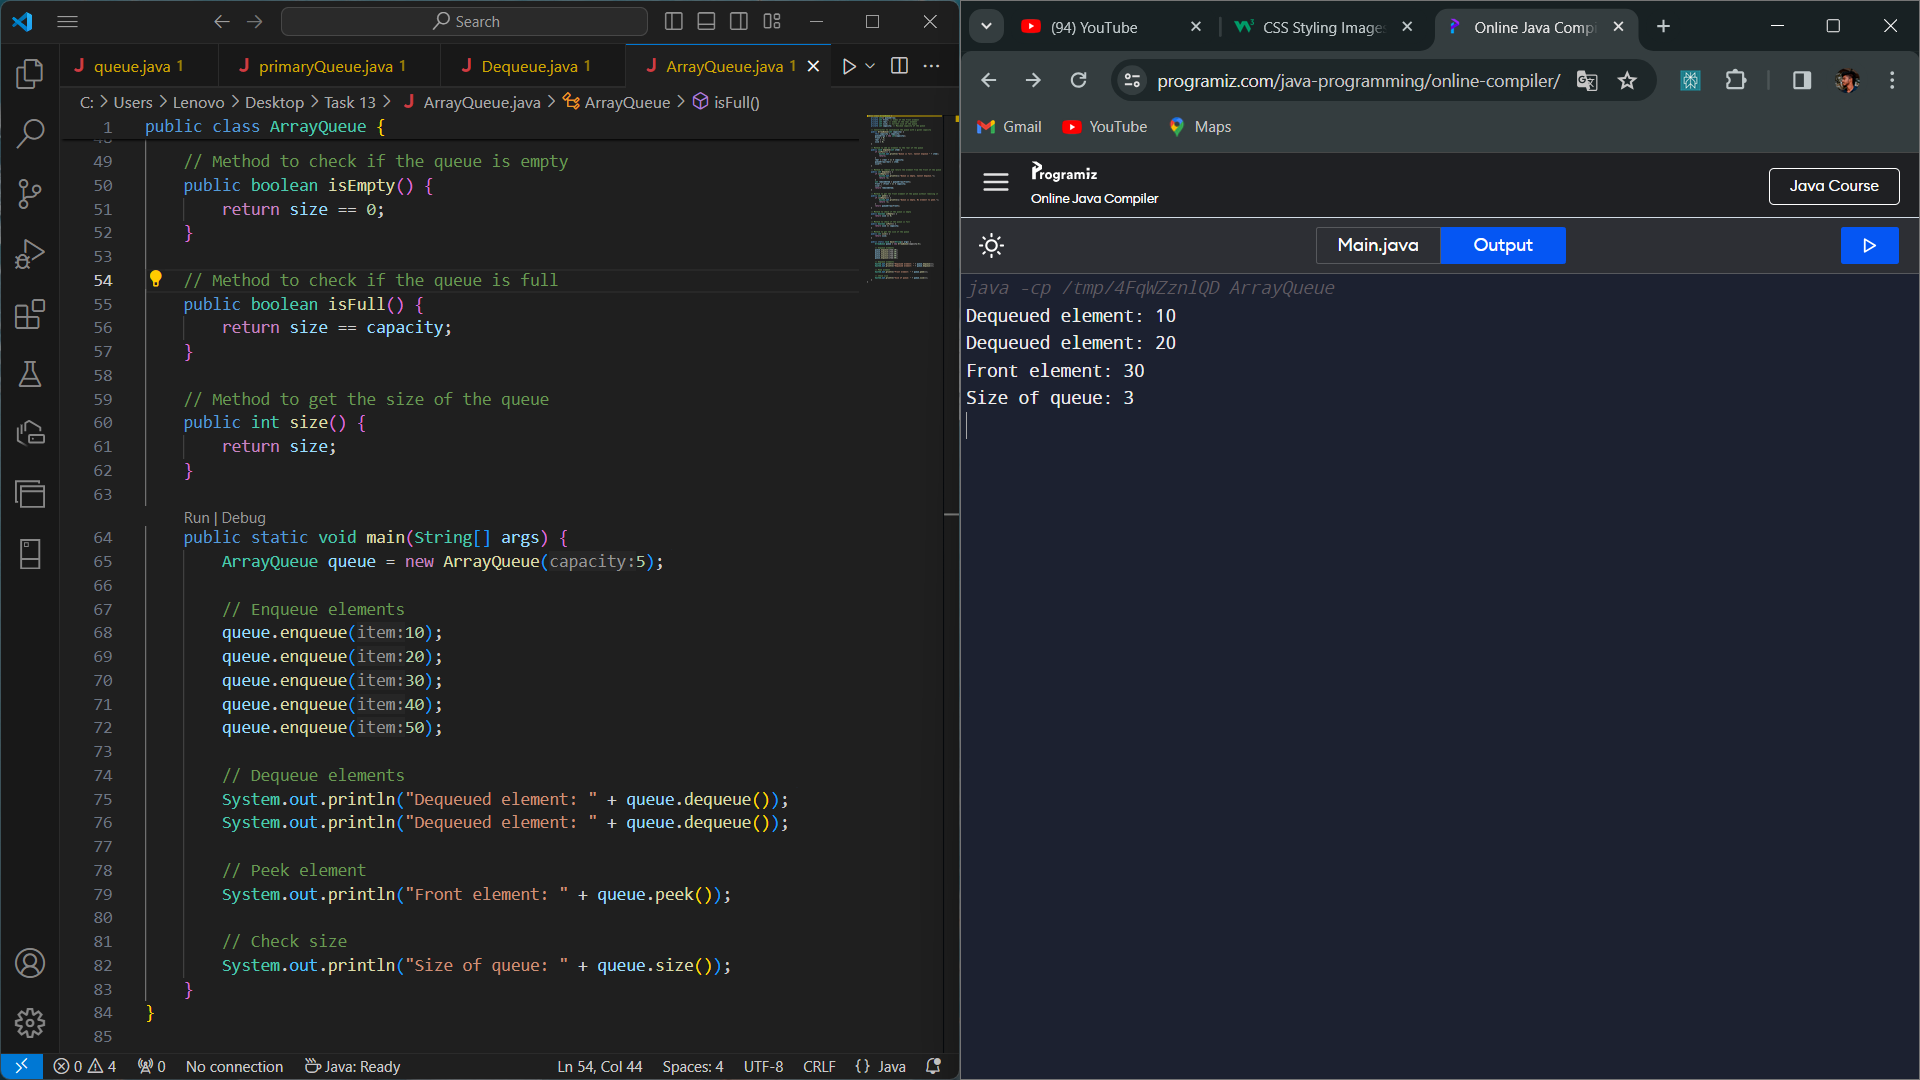 Search
queue.java 1
primaryQueue.java 1
Dequeue.java 1
ArrayQueue.java 1
C: > Users > Lenovo > Desktop > Task 13 > ArrayQueue.java > ArrayQueue > isFull()
1 public class ArrayQueue {
49 // Method to check if the queue is empty
50 public boolean isEmpty() {
51 return size == 0;
52 }
53
54 // Method to check if the queue is full
55 public boolean isFull() {
56 return size == capacity;
57 }
58
59 // Method to get the size of the queue
60 public int size() {
61 return size;
62 }
63
Run | Debug
64 public static void main(String[] args) {
65 ArrayQueue queue = new ArrayQueue(capacity:5);
66
67 // Enqueue elements
68 queue.enqueue(item:10);
69 queue.enqueue(item:20);
70 queue.enqueue(item:30);
71 queue.enqueue(item:40);
72 queue.enqueue(item:50);
73
74 // Dequeue elements
75 System.out.println("Dequeued element: " + queue.dequeue());
76 System.out.println("Dequeued element: " + queue.dequeue());
77
78 // Peek element
79 System.out.println("Front element: " + queue.peek());
80
81 // Check size
82 System.out.println("Size of queue: " + queue.size());
83 }
84 }
85
0 4 0 No connection Java: Ready Ln 54, Col 44 Spaces: 4 UTF-8 CRLF {} Java
(94) YouTube
CSS Styling Images
Online Java Comp
programiz.com/java-programming/online-compiler/
Gmail YouTube Maps
Programiz
Online Java Compiler
Java Course
Main.java
Output
java -cp /tmp/4FqWZznlQD ArrayQueue
Dequeued element: 10
Dequeued element: 20
Front element: 30
Size of queue: 3